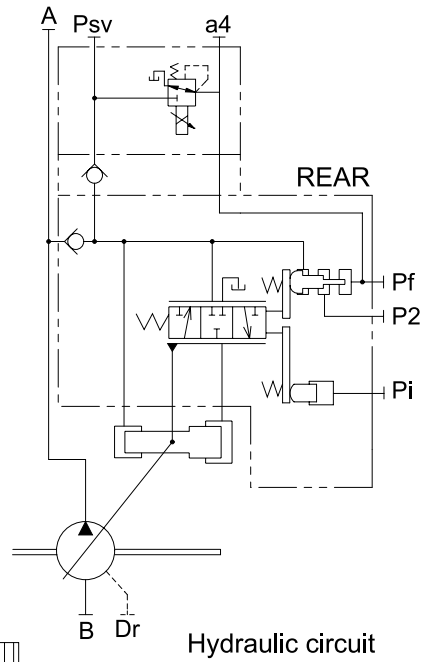 A Psv a4
REAR
Pf
P2
Pi
B Dr
Hydraulic circuit